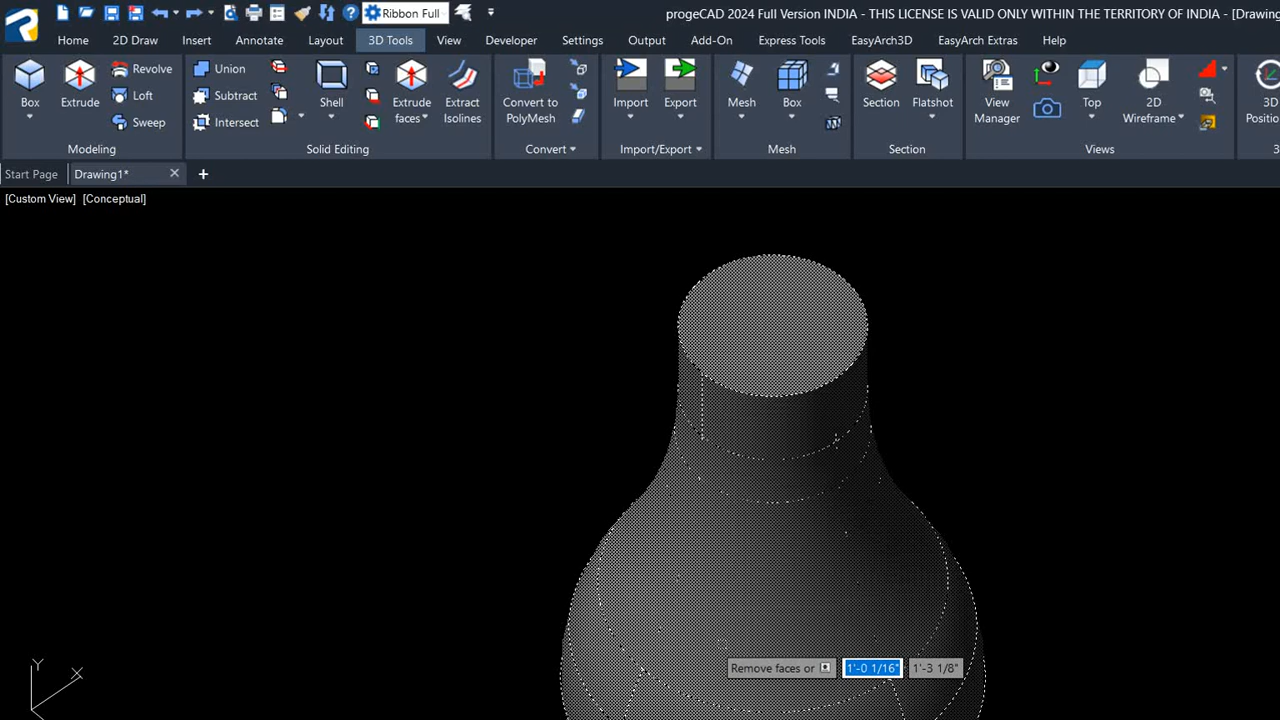 Ribbon Full
progeCAD 2024 Full Version INDIA - THIS LICENSE IS VALID ONLY WITHIN THE TERRITORY OF INDIA - [Drawing
Home 2D Draw Insert Annotate Layout 3D Tools View Developer Settings Output Add-On Express Tools EasyArch3D EasyArch Extras Help
Box Extrude Revolve Loft Sweep
Modeling
Union Subtract Intersect Shell Extrude faces Extract Isolines
Solid Editing
Convert to PolyMesh
Convert
Import Export
Import/Export
Mesh Box
Mesh
Section Flatshot
Section
View Manager Top 2D Wireframe
Views
3D
Start Page Drawing1*
[Custom View] [Conceptual]
Remove faces or 1'-0 1/16" 1'-3 1/8"
Y
X